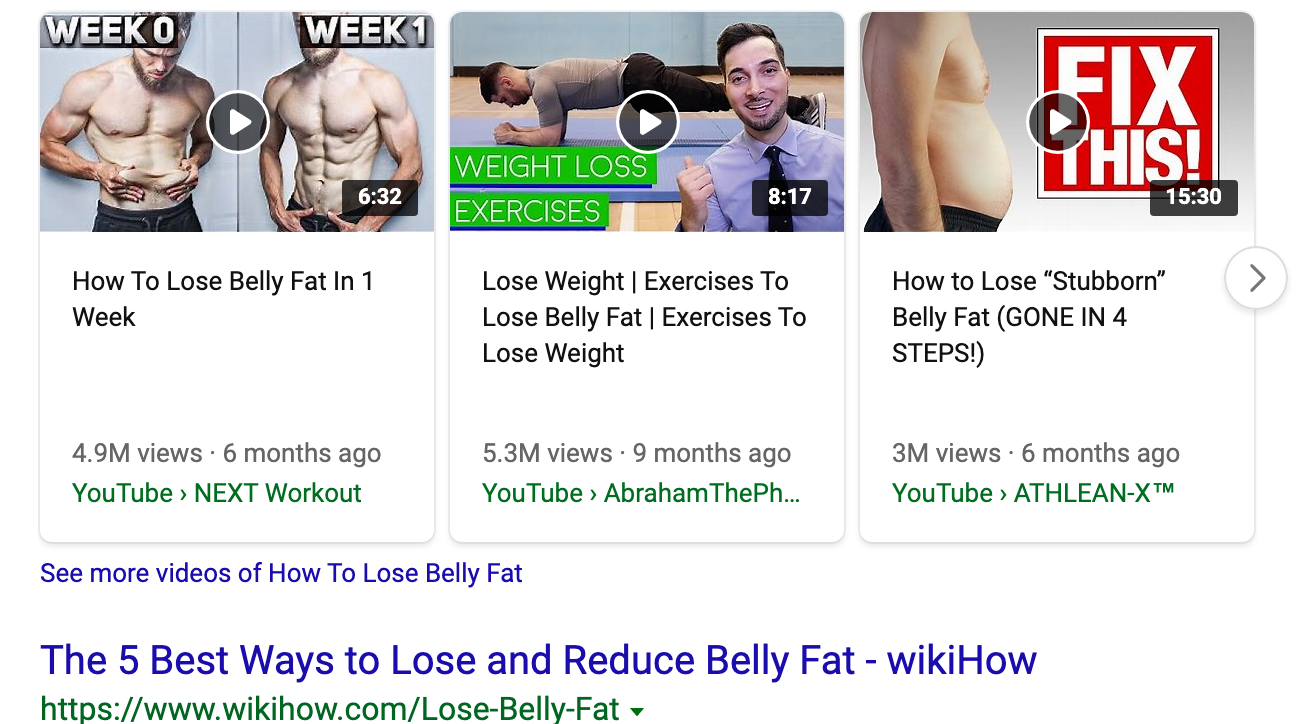 WEEK 0
WEEK 1
6:32
WEIGHT LOSS
EXERCISES
8:17
FIX
THIS!
15:30
How To Lose Belly Fat In 1
Week
4.9M views · 6 months ago
YouTube › NEXT Workout
Lose Weight | Exercises To
Lose Belly Fat | Exercises To
Lose Weight
5.3M views · 9 months ago
YouTube › AbrahamThePh...
How to Lose “Stubborn”
Belly Fat (GONE IN 4
STEPS!)
3M views · 6 months ago
YouTube › ATHLEAN-X™
See more videos of How To Lose Belly Fat
The 5 Best Ways to Lose and Reduce Belly Fat - wikiHow
https://www.wikihow.com/Lose-Belly-Fat